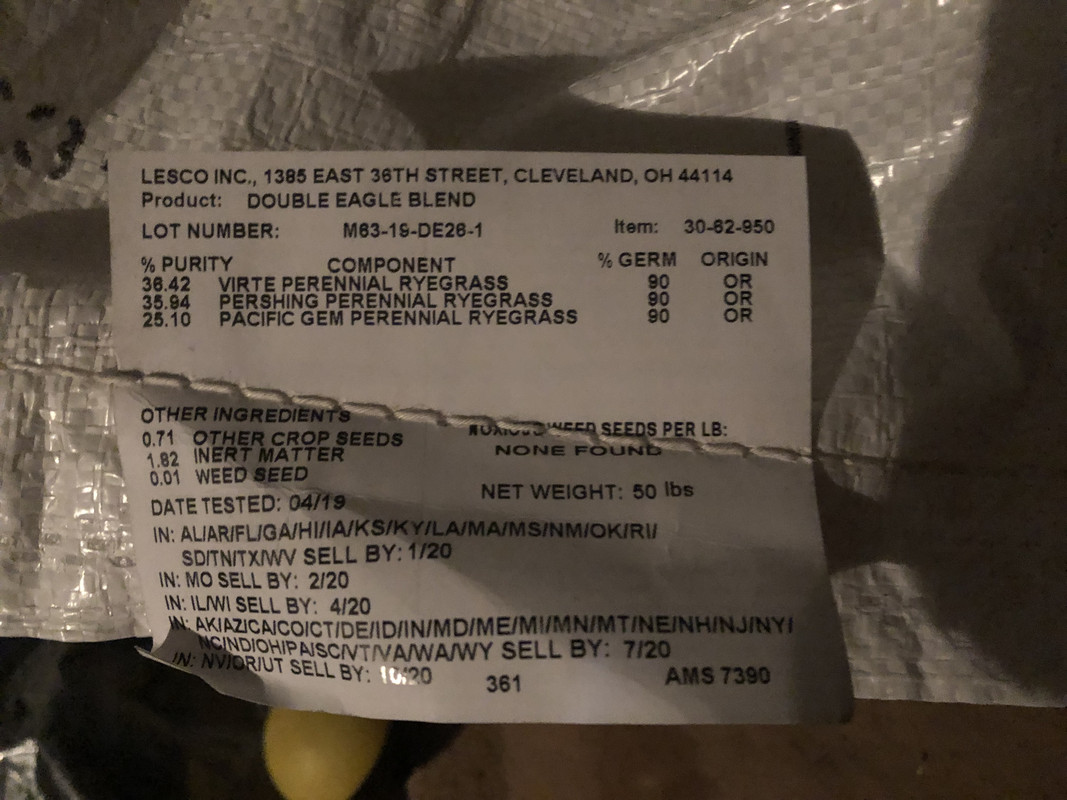 LESCO INC., 1385 EAST 36TH STREET, CLEVELAND, OH 44114
Product: DOUBLE EAGLE BLEND
LOT NUMBER: M63-19-DE26-1 Item: 30-62-950
% PURITY COMPONENT % GERM ORIGIN
36.42 VIRTE PERENNIAL RYEGRASS 90 OR
35.94 PERSHING PERENNIAL RYEGRASS 90 OR
25.10 PACIFIC GEM PERENNIAL RYEGRASS 90 OR
OTHER INGREDIENTS NOXIOUS WEED SEEDS PER LB:
0.71 OTHER CROP SEEDS NONE FOUND
1.82 INERT MATTER
0.01 WEED SEED NET WEIGHT: 50 lbs
DATE TESTED: 04/19
IN: AL/AR/FL/GA/HI/IA/KS/KY/LA/MA/MS/NM/OK/RI/
SD/TN/TX/WV SELL BY: 1/20
IN: MO SELL BY: 2/20
IN: IL/WI SELL BY: 4/20
IN: AK/AZ/CA/CO/CT/DE/ID/IN/MD/ME/MI/MN/MT/NE/NH/NJ/NY/
NC/ND/OH/PA/SC/VT/VA/WA/WY SELL BY: 7/20
IN: NV/OR/UT SELL BY: 10/20 361 AMS 7390